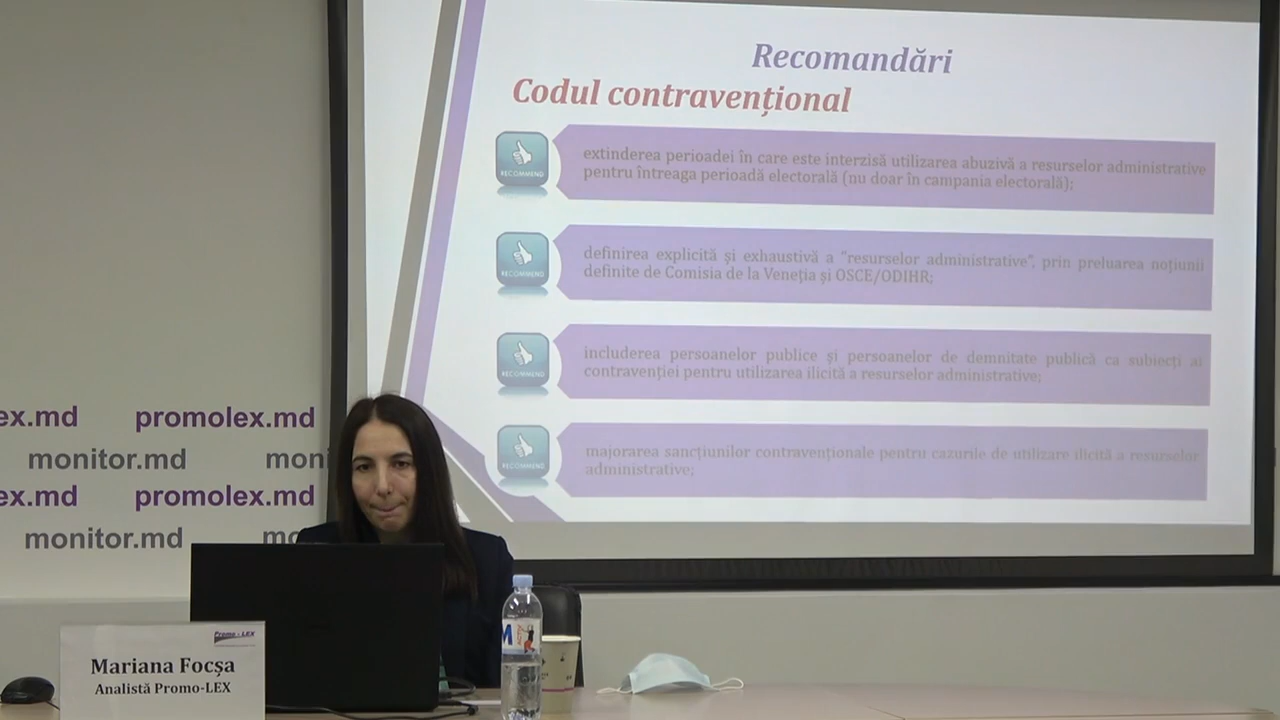 Recomandări
Codul contravențional
RECOMMEND
extinderea perioadei în care este interzisă utilizarea abuzivă a resurselor administrative
pentru întreaga perioadă electorală (nu doar în campania electorală);
RECOMMEND
definirea explicită și exhaustivă a "resurselor administrative", prin preluarea noțiunii
definite de Comisia de la Veneția și OSCE/ODIHR;
RECOMMEND
includerea persoanelor publice și persoanelor de demnitate publică ca subiecți ai
contravenției pentru utilizarea ilicită a resurselor administrative;
RECOMMEND
majorarea sancțiunilor contravenționale pentru cazurile de utilizare ilicită a resurselor
administrative;
ex.md promolex.md
monitor.md moni
ex.md promolex.md
monitor.md mo
Promo-LEX
Mariana Focșa
Analistă Promo-LEX